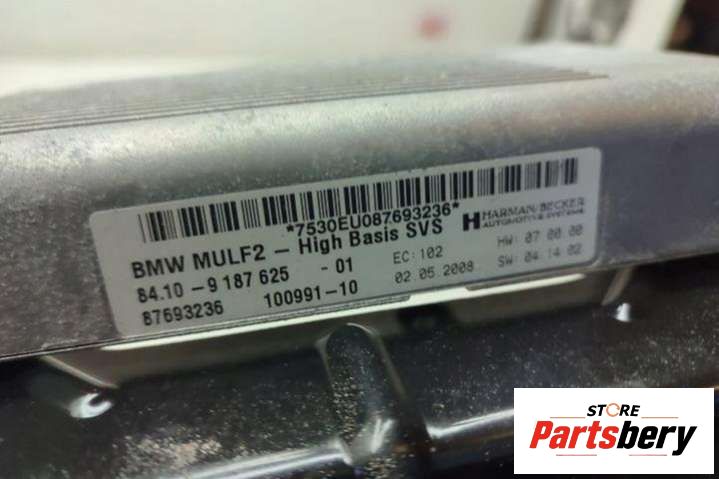 *7530EU087693236*
BMW MULF2 - High Basis SVS
H HARMAN/BECKER
AUTOMOTIVE SYSTEMS
84.10 - 9 187 625 - 01
EC: 102
HW: 07.00.00
87693236 100991-10
02.05.2008
SW: 04.14.02
STORE
Partsbery